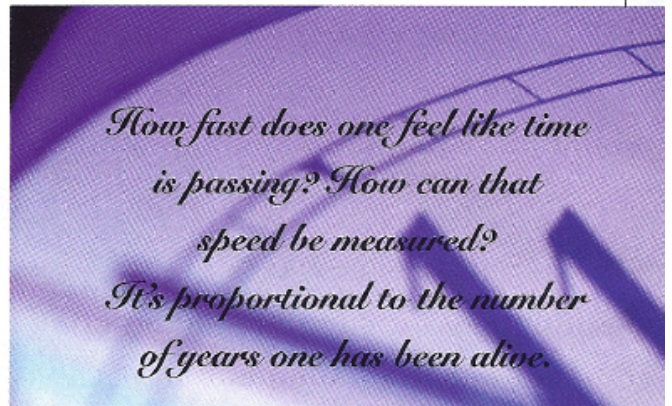 How fast does one feel like time
is passing? How can that
speed be measured?
It's proportional to the number
of years one has been alive.